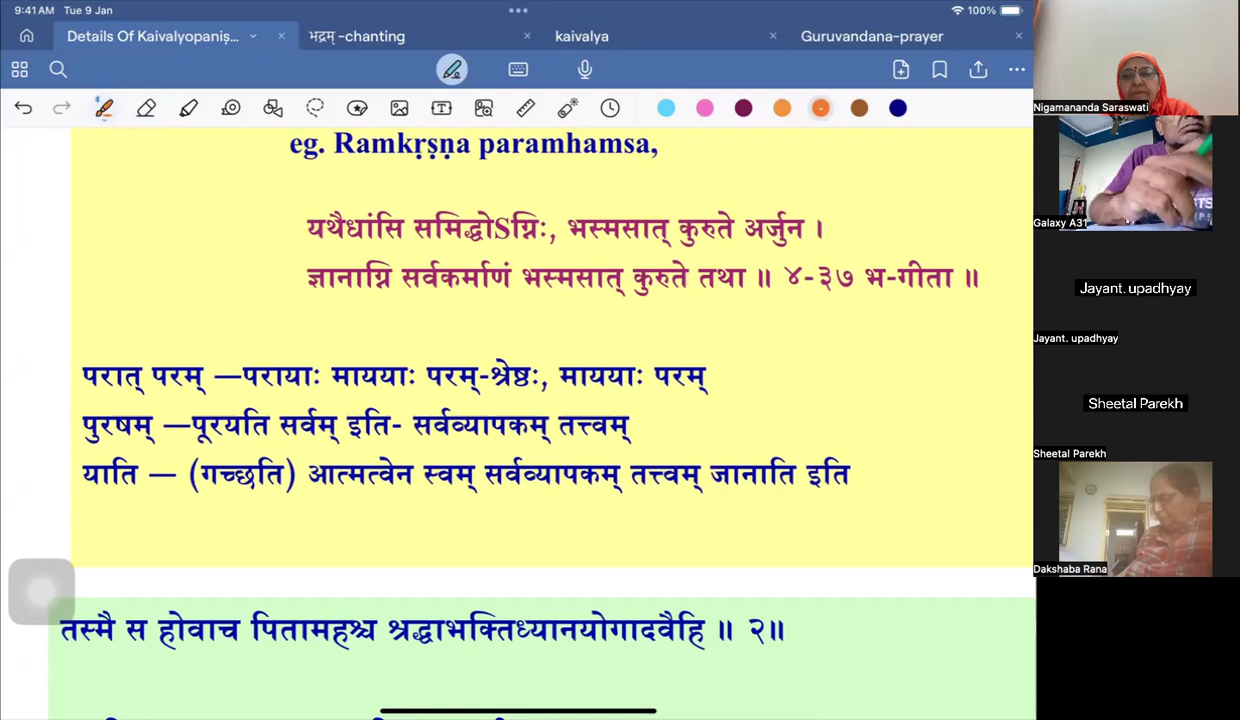 9:41 AM Tue 9 Jan
100%
Details Of Kaivalyopaniṣ...
भद्रम् -chanting
kaivalya
Guruvandana-prayer
eg. Ramkṛṣṇa paramhamsa,
यथैधांसि समिद्धोSग्निः, भस्मसात् कुरुते अर्जुन ।
ज्ञानाग्नि सर्वकर्माणं भस्मसात् कुरुते तथा ॥ ४-३७ भ-गीता ॥
परात् परम् —परायाः माययाः परम्-श्रेष्ठः, माययाः परम्
पुरषम् —पूरयति सर्वम् इति- सर्वव्यापकम् तत्त्वम्
याति — (गच्छति) आत्मत्वेन स्वम् सर्वव्यापकम् तत्त्वम् जानाति इति
तस्मै स होवाच पितामहश्च श्रद्धाभक्तिध्यानयोगादवैहि ॥ २॥
Nigamananda Saraswati
Galaxy A31
Jayant. upadhyay
Jayant. upadhyay
Sheetal Parekh
Sheetal Parekh
Dakshaba Rana